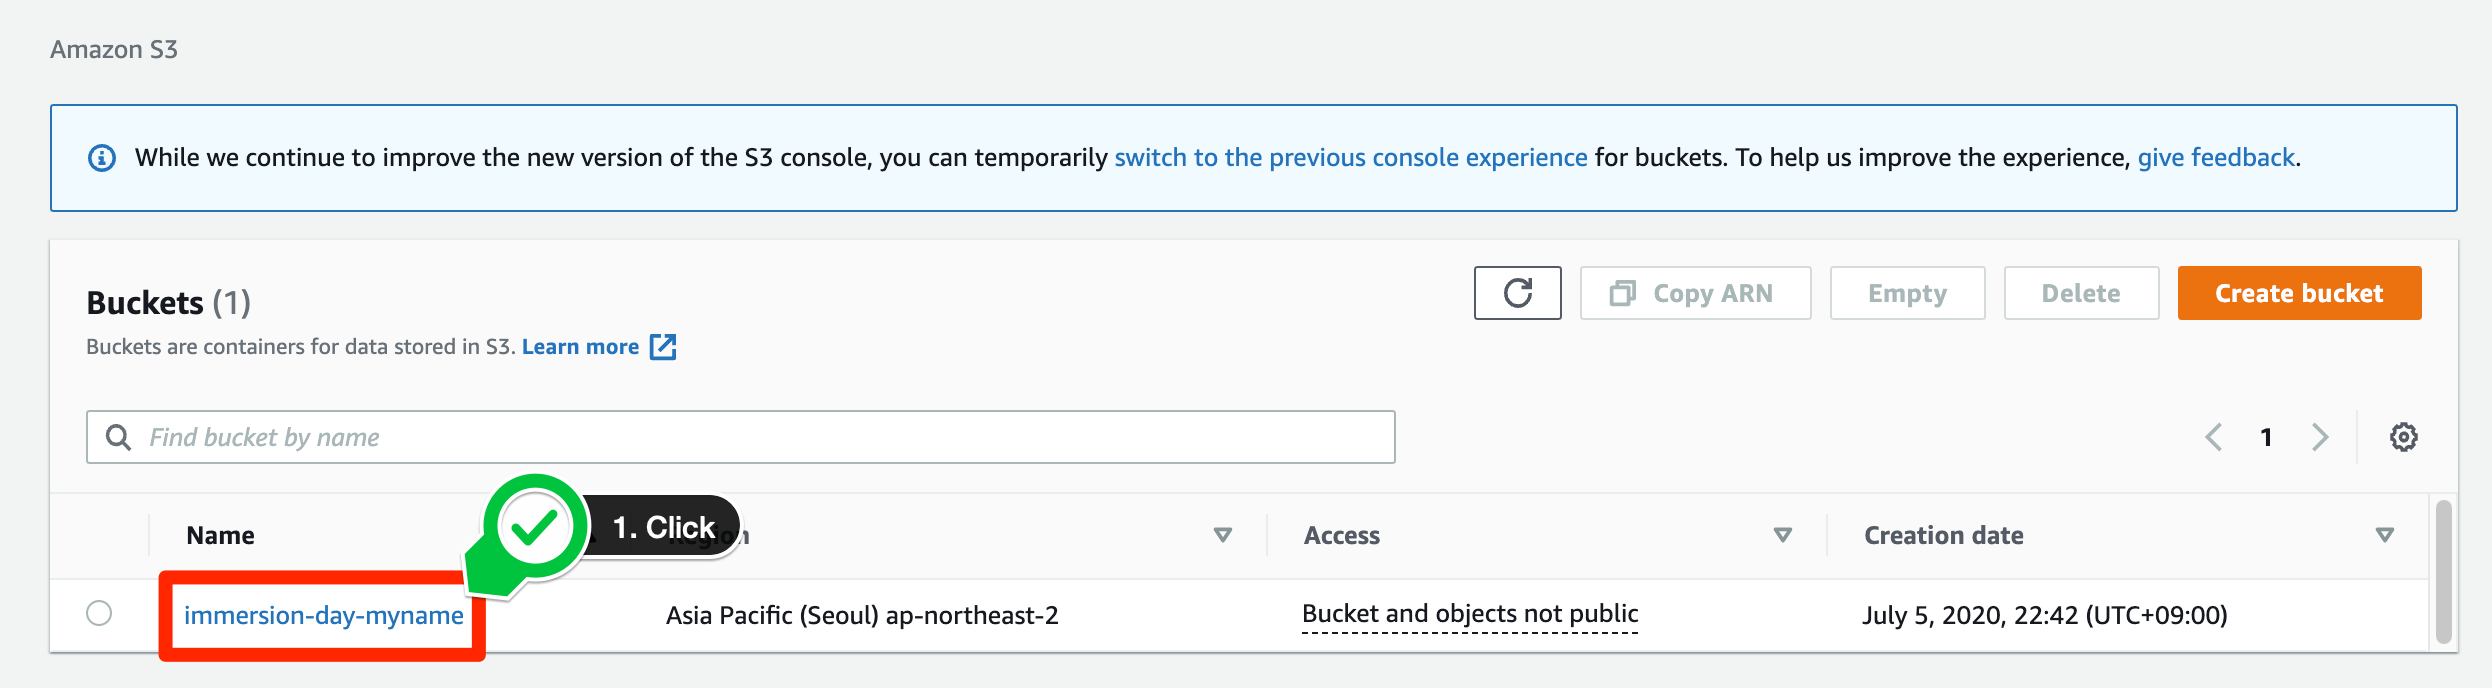 Amazon S3
While we continue to improve the new version of the S3 console, you can temporarily switch to the previous console experience for buckets. To help us improve the experience, give feedback.
Buckets (1)
Copy ARN
Empty
Delete
Create bucket
Buckets are containers for data stored in S3. Learn more
Find bucket by name
1
Name
1. Click
Region
Access
Creation date
immersion-day-myname
Asia Pacific (Seoul) ap-northeast-2
Bucket and objects not public
July 5, 2020, 22:42 (UTC+09:00)